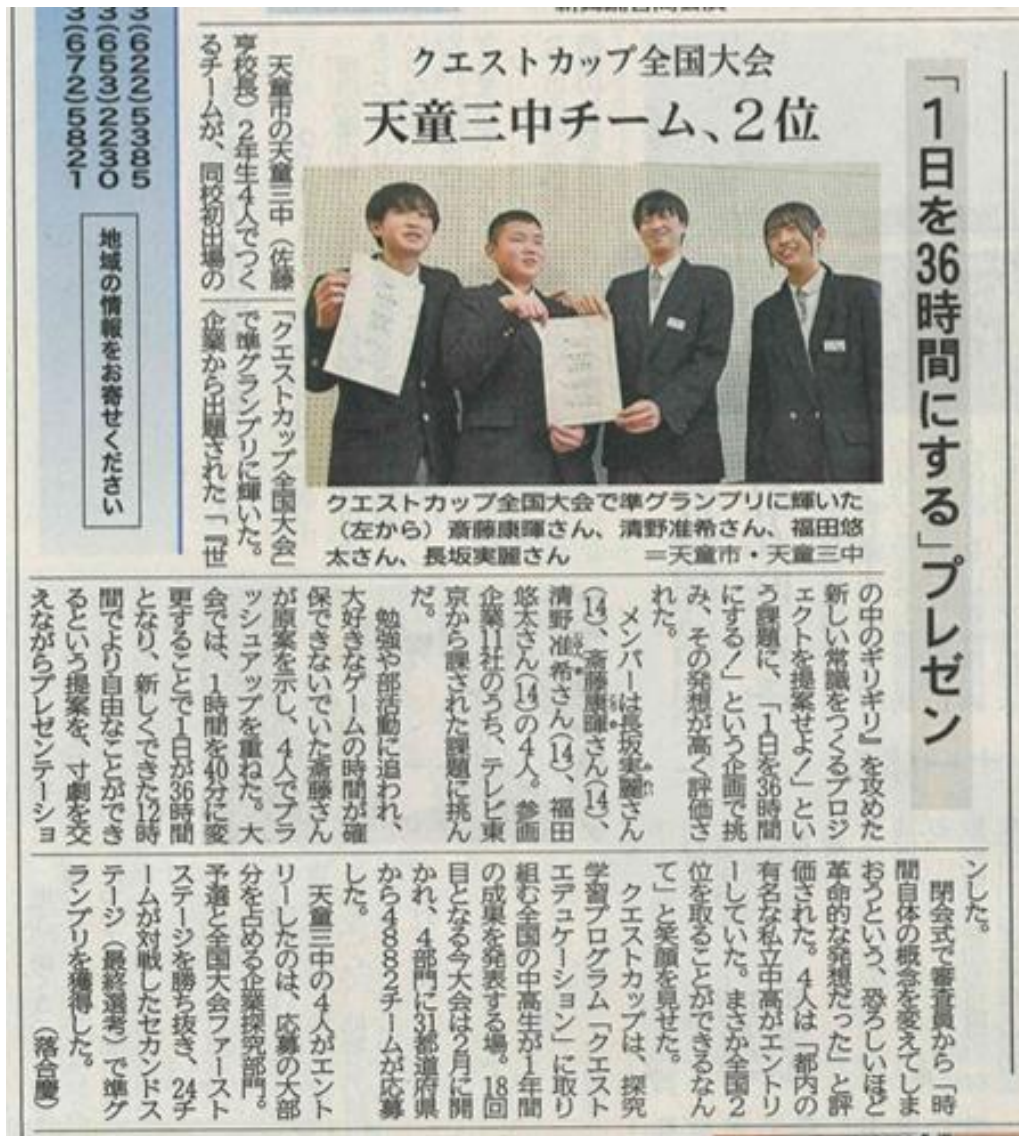 「1日を36時間にする」プレゼン
クエストカップ全国大会
天童三中チーム、2位
クエストカップ全国大会で準グランプリに輝いた
(左から)斎藤康暉さん、清野准希さん、福田悠
太さん、長坂実麗さん　＝天童市・天童三中
天童市の天童三中(佐藤
亨校長)2年生4人でつく
るチームが、同校初出場の
「クエストカップ全国大会」
で準グランプリに輝いた。
企業から出題された「『世
の中のギリギリ』を攻めた
新しい常識をつくるプロジ
ェクトを提案せよ!」とい
う課題に、「1日を36時間
にする!」という企画で挑
み、その発想が高く評価さ
れた。
メンバーは長坂実麗さん
(14)、斎藤康暉さん(14)、
清野准希さん(14)、福田
悠太さん(14)の4人。参画
企業11社のうち、テレビ東
京から課された課題に挑ん
だ。
勉強や部活動に追われ、
大好きなゲームの時間が確
保できないでいた斎藤さん
が原案を示し、4人でブラ
ッシュアップを重ねた。大
会では、1時間を40分に変
更することで1日が36時間
となり、新しくできた12時
間でより自由なことができ
るという提案を、寸劇を交
えながらプレゼンテーショ
ンした。
閉会式で審査員から「時
間自体の概念を変えてしま
おうという、恐ろしいほど
革命的な発想だった」と評
価された。4人は「都内の
有名な私立中高がエントリ
ーしていた。まさか全国2
位を取ることができるなん
て」と笑顔を見せた。
クエストカップは、探究
学習プログラム「クエスト
エデュケーション」に取り
組む全国の中高生が1年間
の成果を発表する場。18回
目となる今大会は2月に開
かれ、4部門に31都道府県
から4882チームが応募
した。
天童三中の4人がエント
リーしたのは、応募の大部
分を占める企業探究部門。
予選と全国大会ファースト
ステージを勝ち抜き、24チ
ームが対戦したセカンドス
テージ(最終選考)で準グ
ランプリを獲得した。
(落合慶)
3(622)5385
3(653)2230
3(672)5821
地域の情報をお寄せください